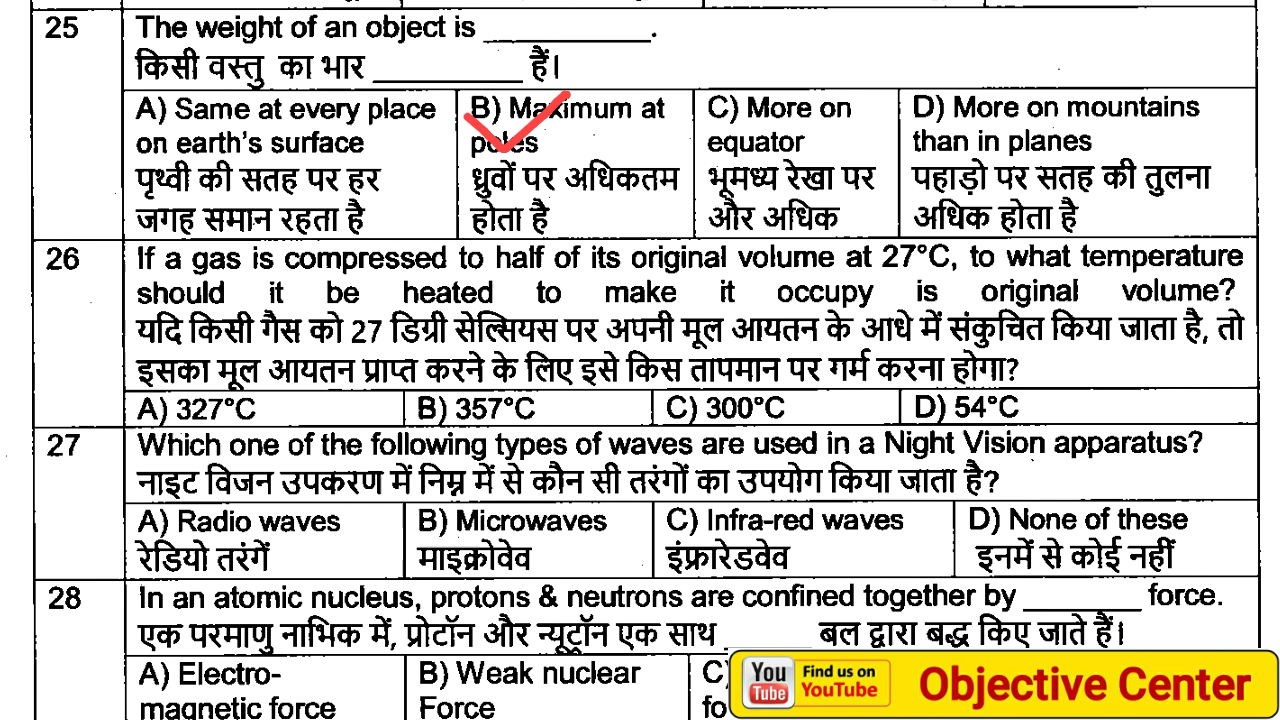 25
The weight of an object is ___________.
किसी वस्तु का भार __________ हैं।
A) Same at every place
on earth's surface
पृथ्वी की सतह पर हर
जगह समान रहता है
B) Maximum at
poles
ध्रुवों पर अधिकतम
होता है
C) More on
equator
भूमध्य रेखा पर
और अधिक
D) More on mountains
than in planes
पहाड़ो पर सतह की तुलना
अधिक होता है
26
If a gas is compressed to half of its original volume at 27°C, to what temperature
should it be heated to make it occupy is original volume?
यदि किसी गैस को 27 डिग्री सेल्सियस पर अपनी मूल आयतन के आधे में संकुचित किया जाता है, तो
इसका मूल आयतन प्राप्त करने के लिए इसे किस तापमान पर गर्म करना होगा?
A) 327°C
B) 357°C
C) 300°C
D) 54°C
27
Which one of the following types of waves are used in a Night Vision apparatus?
नाइट विजन उपकरण में निम्न में से कौन सी तरंगों का उपयोग किया जाता है?
A) Radio waves
रेडियो तरंगें
B) Microwaves
माइक्रोवेव
C) Infra-red waves
इंफ्रारेडवेव
D) None of these
इनमें से कोई नहीं
28
In an atomic nucleus, protons & neutrons are confined together by _______ force.
एक परमाणु नाभिक में, प्रोटॉन और न्यूट्रॉन एक साथ ______ बल द्वारा बद्ध किए जाते हैं।
A) Electro-
magnetic force
B) Weak nuclear
Force
C)
fo
You
Tube
Find us on
YouTube
Objective Center